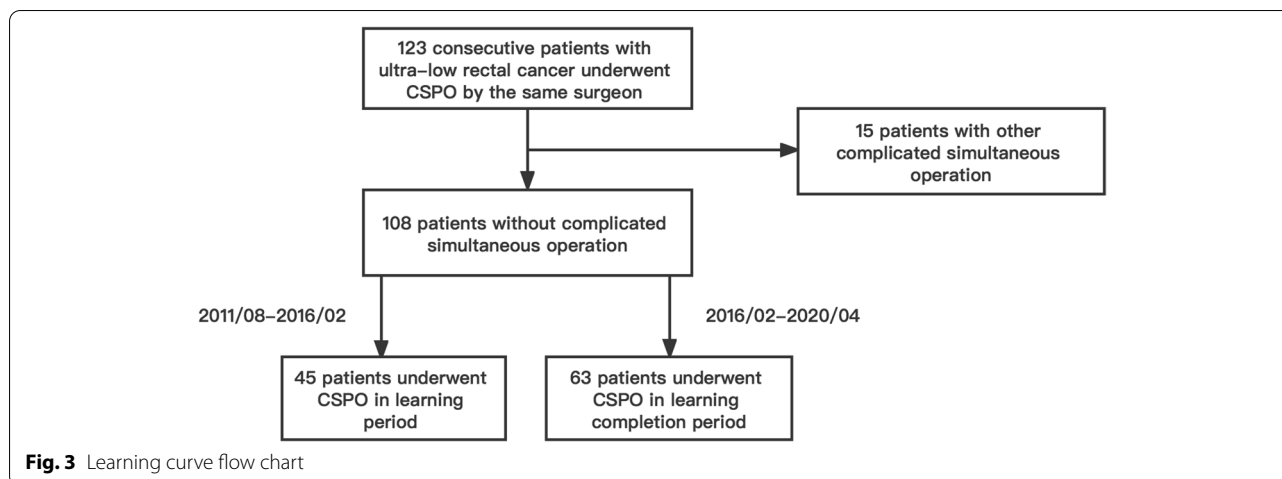 123 consecutive patients with
ultra–low rectal cancer underwent
CSPO by the same surgeon
15 patients with other
complicated simultaneous
operation
108 patients without complicated
simultaneous operation
2011/08–2016/02
2016/02–2020/04
45 patients underwent
CSPO in learning
period
63 patients underwent
CSPO in learning
completion period
Fig. 3 Learning curve flow chart